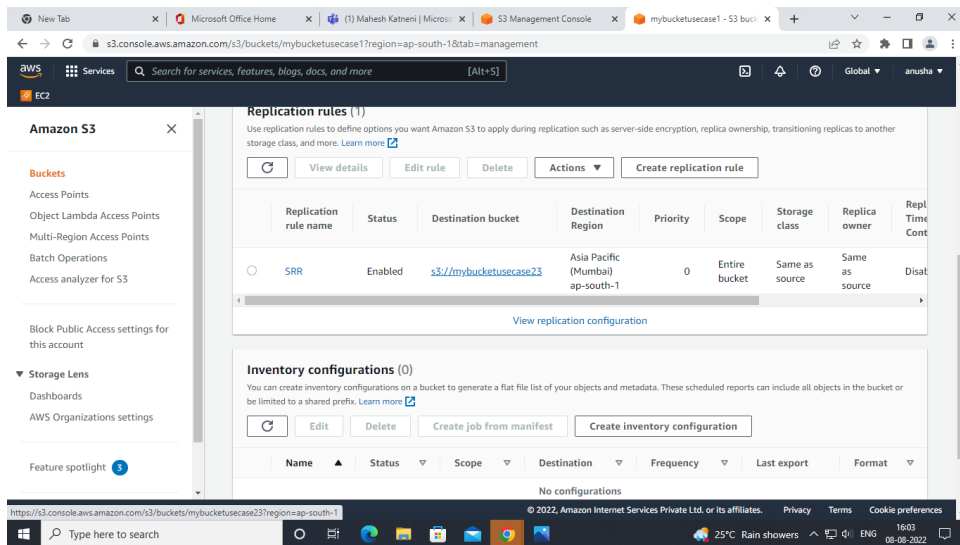 New Tab
Microsoft Office Home
(1) Mahesh Katneni | Microso
S3 Management Console
mybucketusecase1 - S3 buck
s3.console.aws.amazon.com/s3/buckets/mybucketusecase1?region=ap-south-1&tab=management
aws
Services
Search for services, features, blogs, docs, and more
[Alt+S]
Global ▼
anusha ▼
EC2
Amazon S3
Buckets
Access Points
Object Lambda Access Points
Multi-Region Access Points
Batch Operations
Access analyzer for S3
Block Public Access settings for
this account
▼ Storage Lens
Dashboards
AWS Organizations settings
Feature spotlight 3
Replication rules (1)
Use replication rules to define options you want Amazon S3 to apply during replication such as server-side encryption, replica ownership, transitioning replicas to another
storage class, and more. Learn more
View details
Edit rule
Delete
Actions ▼
Create replication rule
Replication
rule name
Status
Destination bucket
Destination
Region
Priority
Scope
Storage
class
Replica
owner
Repl
Time
Cont
SRR
Enabled
s3://mybucketusecase23
Asia Pacific
(Mumbai)
ap-south-1
0
Entire
bucket
Same as
source
Same
as
source
Disab
View replication configuration
Inventory configurations (0)
You can create inventory configurations on a bucket to generate a flat file list of your objects and metadata. These scheduled reports can include all objects in the bucket or
be limited to a shared prefix. Learn more
Edit
Delete
Create job from manifest
Create inventory configuration
Name
Status
Scope
Destination
Frequency
Last export
Format
No configurations
https://s3.console.aws.amazon.com/s3/buckets/mybucketusecase23?region=ap-south-1
© 2022, Amazon Internet Services Private Ltd. or its affiliates.
Privacy
Terms
Cookie preferences
Type here to search
25°C Rain showers
ENG
16:03
08-08-2022